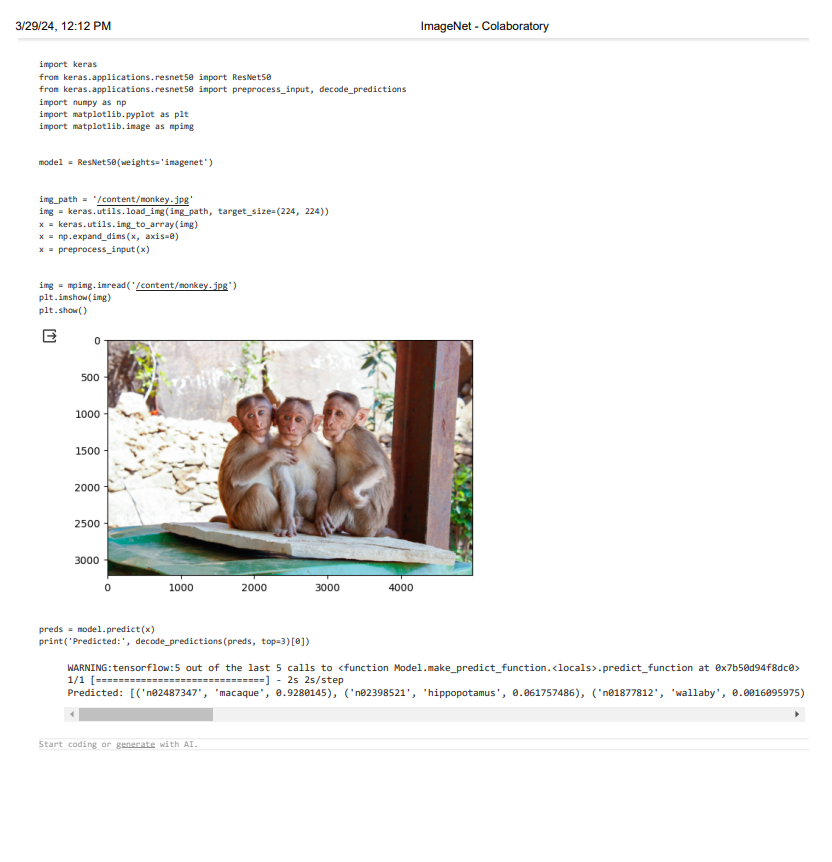 3/29/24, 12:12 PM
ImageNet - Colaboratory
import keras
from keras.applications.resnet50 import ResNet50
from keras.applications.resnet50 import preprocess_input, decode_predictions
import numpy as np
import matplotlib.pyplot as plt
import matplotlib.image as mpimg
model = ResNet50(weights='imagenet')
img_path = '/content/monkey.jpg'
img = keras.utils.load_img(img_path, target_size=(224, 224))
x = keras.utils.img_to_array(img)
x = np.expand_dims(x, axis=0)
x = preprocess_input(x)
img = mpimg.imread('/content/monkey.jpg')
plt.imshow(img)
plt.show()
0
500
1000
1500
2000
2500
3000
0 1000 2000 3000 4000
preds = model.predict(x)
print('Predicted:', decode_predictions(preds, top=3)[0])
WARNING:tensorflow:5 out of the last 5 calls to <function Model.make_predict_function.<locals>.predict_function at 0x7b50d94f8dc0>
1/1 [==============================] - 2s 2s/step
Predicted: [('n02487347', 'macaque', 0.9280145), ('n02398521', 'hippopotamus', 0.061757486), ('n01877812', 'wallaby', 0.0016095975)
Start coding or generate with AI.